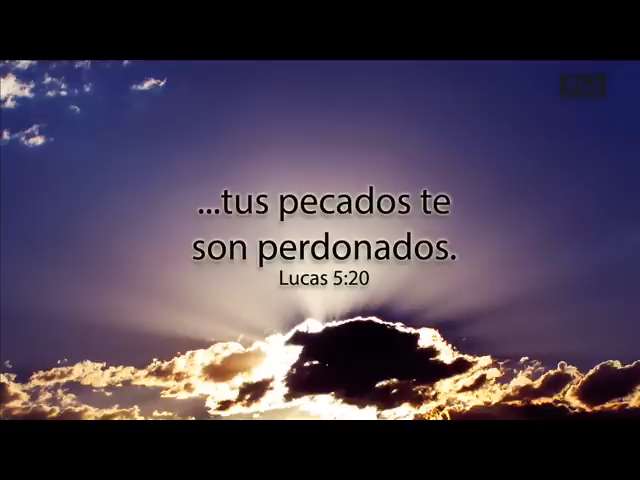 ...tus pecados te
son perdonados.
Lucas 5:20